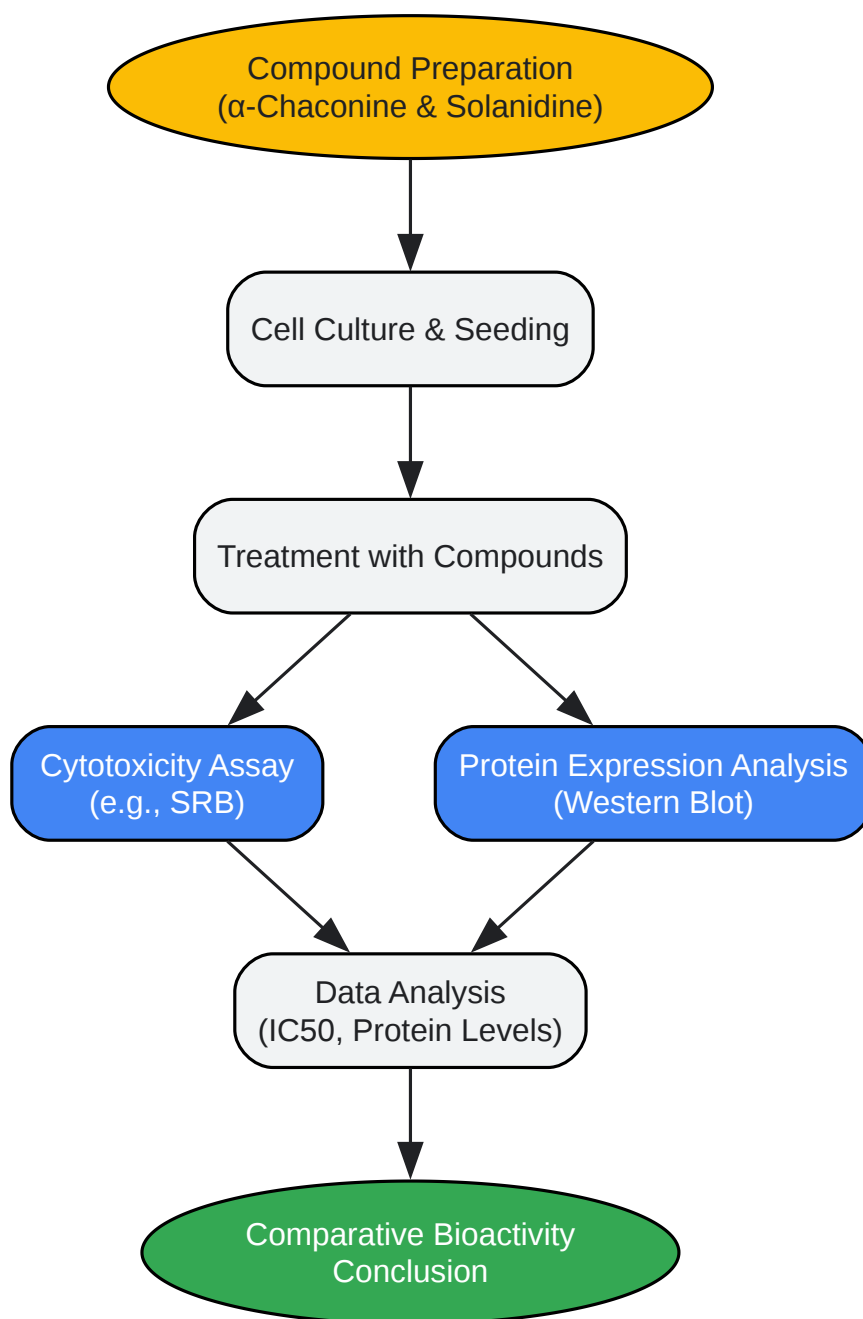 Compound Preparation
(α-Chaconine & Solanidine)
Cell Culture & Seeding
Treatment with Compounds
Cytotoxicity Assay
(e.g., SRB)
Protein Expression Analysis
(Western Blot)
Data Analysis
(IC50, Protein Levels)
Comparative Bioactivity
Conclusion